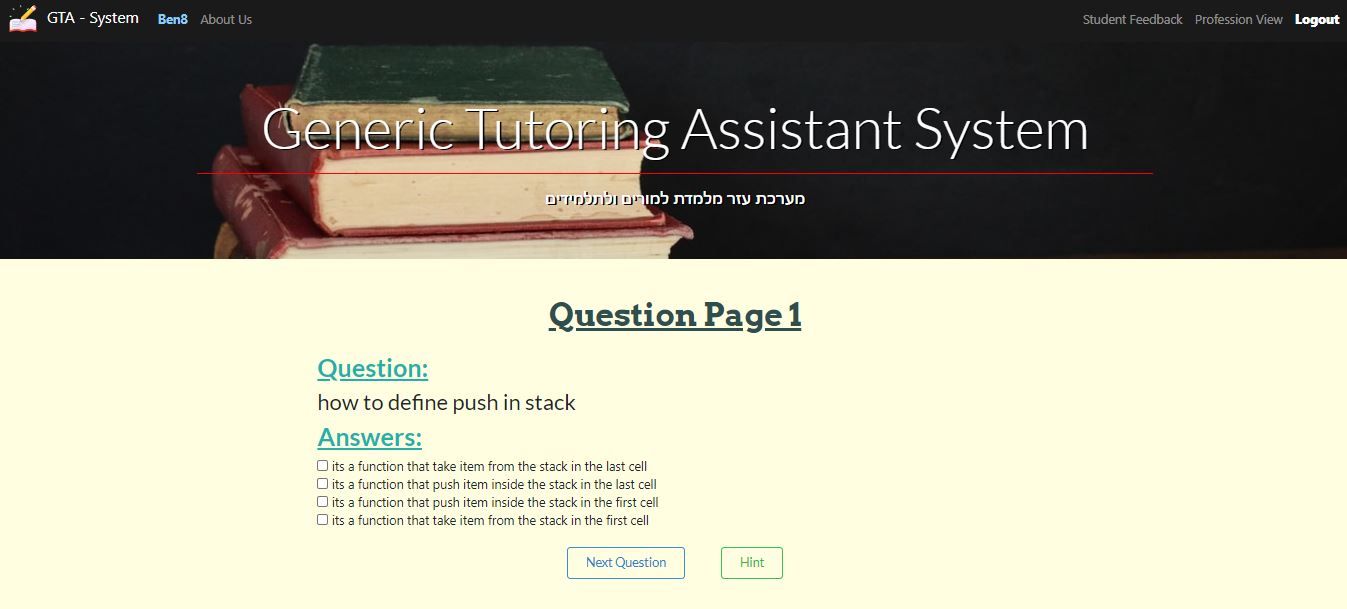 GTA - System Ben8 About Us Student Feedback Profession View Logout
Generic Tutoring Assistant System
מערכת עזר מלמדת למורים ולתלמידים
Question Page 1
Question:
how to define push in stack
Answers:
its a function that take item from the stack in the last cell
its a function that push item inside the stack in the last cell
its a function that push item inside the stack in the first cell
its a function that take item from the stack in the first cell
Next Question Hint